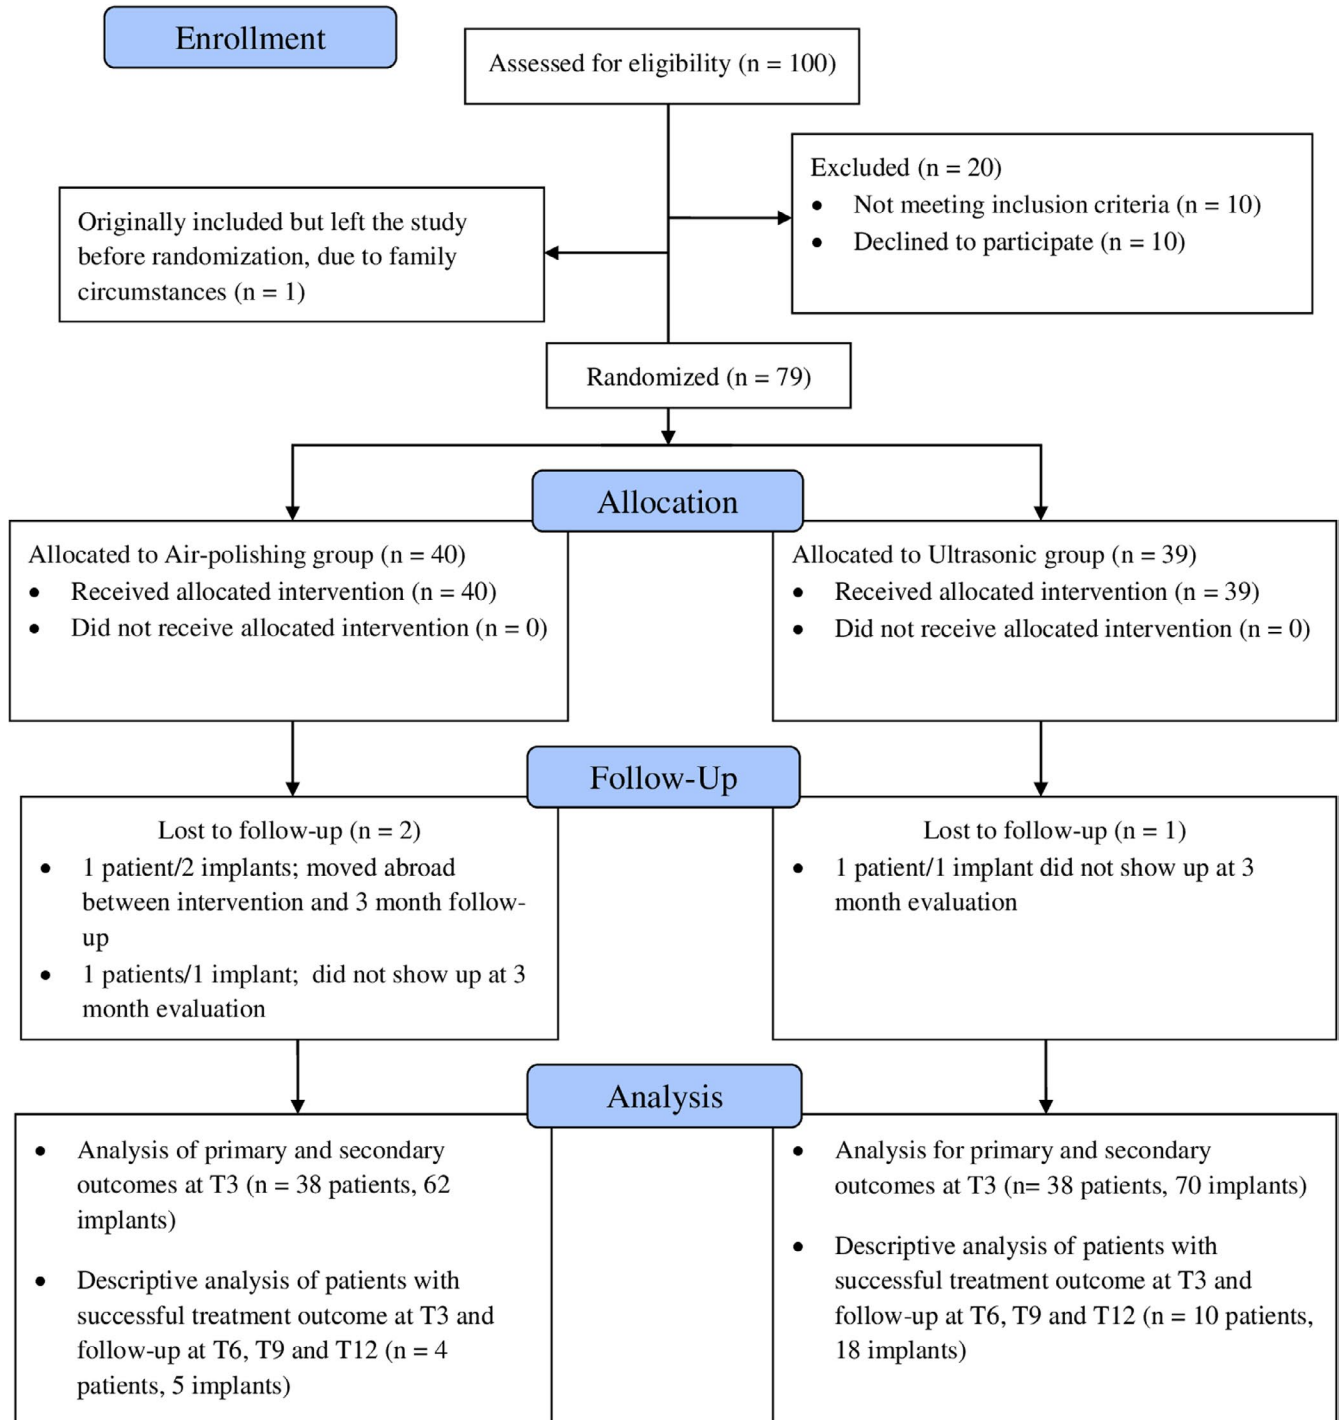 Enrollment
Assessed for eligibility (n = 100)
Excluded (n = 20)
• Not meeting inclusion criteria (n = 10)
• Declined to participate (n = 10)
Originally included but left the study
before randomization, due to family
circumstances (n = 1)
Randomized (n = 79)
Allocation
Allocated to Air-polishing group (n = 40)
• Received allocated intervention (n = 40)
• Did not receive allocated intervention (n = 0)
Allocated to Ultrasonic group (n = 39)
• Received allocated intervention (n = 39)
• Did not receive allocated intervention (n = 0)
Follow-Up
Lost to follow-up (n = 2)
• 1 patient/2 implants; moved abroad
between intervention and 3 month follow-
up
• 1 patients/1 implant; did not show up at 3
month evaluation
Lost to follow-up (n = 1)
• 1 patient/1 implant did not show up at 3
month evaluation
Analysis
• Analysis of primary and secondary
outcomes at T3 (n = 38 patients, 62
implants)
• Descriptive analysis of patients with
successful treatment outcome at T3 and
follow-up at T6, T9 and T12 (n = 4
patients, 5 implants)
• Analysis for primary and secondary
outcomes at T3 (n= 38 patients, 70 implants)
• Descriptive analysis of patients with
successful treatment outcome at T3 and
follow-up at T6, T9 and T12 (n = 10 patients,
18 implants)